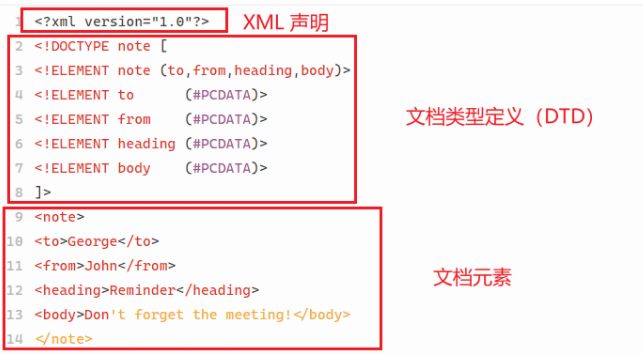 1 <?xml version="1.0"?> XML 声明
2 <!DOCTYPE note [
3 <!ELEMENT note (to,from,heading,body)>
4 <!ELEMENT to      (#PCDATA)>
5 <!ELEMENT from    (#PCDATA)> 文档类型定义（DTD）
6 <!ELEMENT heading (#PCDATA)>
7 <!ELEMENT body    (#PCDATA)>
8 ]>
9 <note>
10 <to>George</to>
11 <from>John</from>
12 <heading>Reminder</heading> 文档元素
13 <body>Don't forget the meeting!</body>
14 </note>